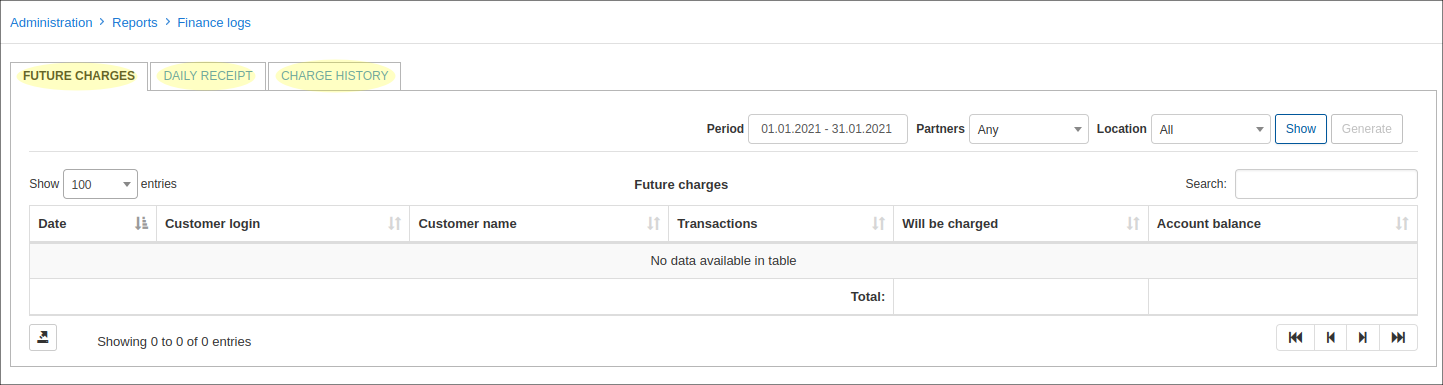 Administration > Reports > Finance logs
FUTURE CHARGES DAILY RECEIPT CHARGE HISTORY
Period 01.01.2021 - 31.01.2021 Partners Any Location All Show Generate
Show 100 entries Future charges Search:
Date Customer login Customer name Transactions Will be charged Account balance
No data available in table
Total:
Showing 0 to 0 of 0 entries